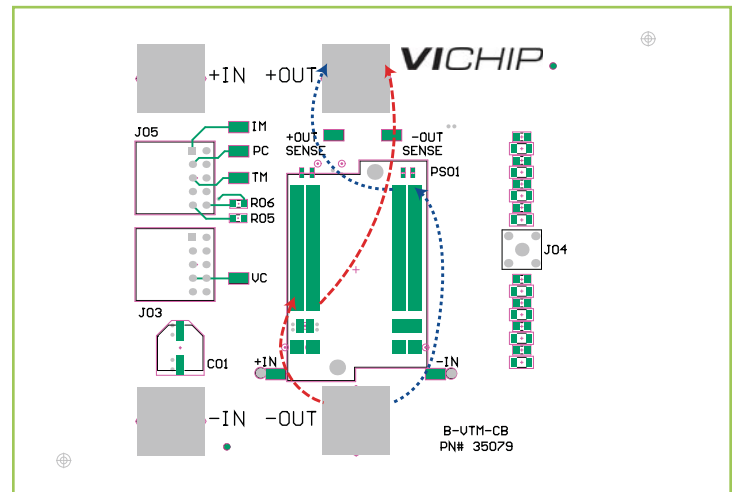 +IN +OUT VICHIP
J05 IM
+OUT SENSE
-OUT SENSE
PC
PS01
TM
R06
R05
J04
VC
J03
C01
+IN
-IN
-IN -OUT
B-VTM-CB
PN# 35079